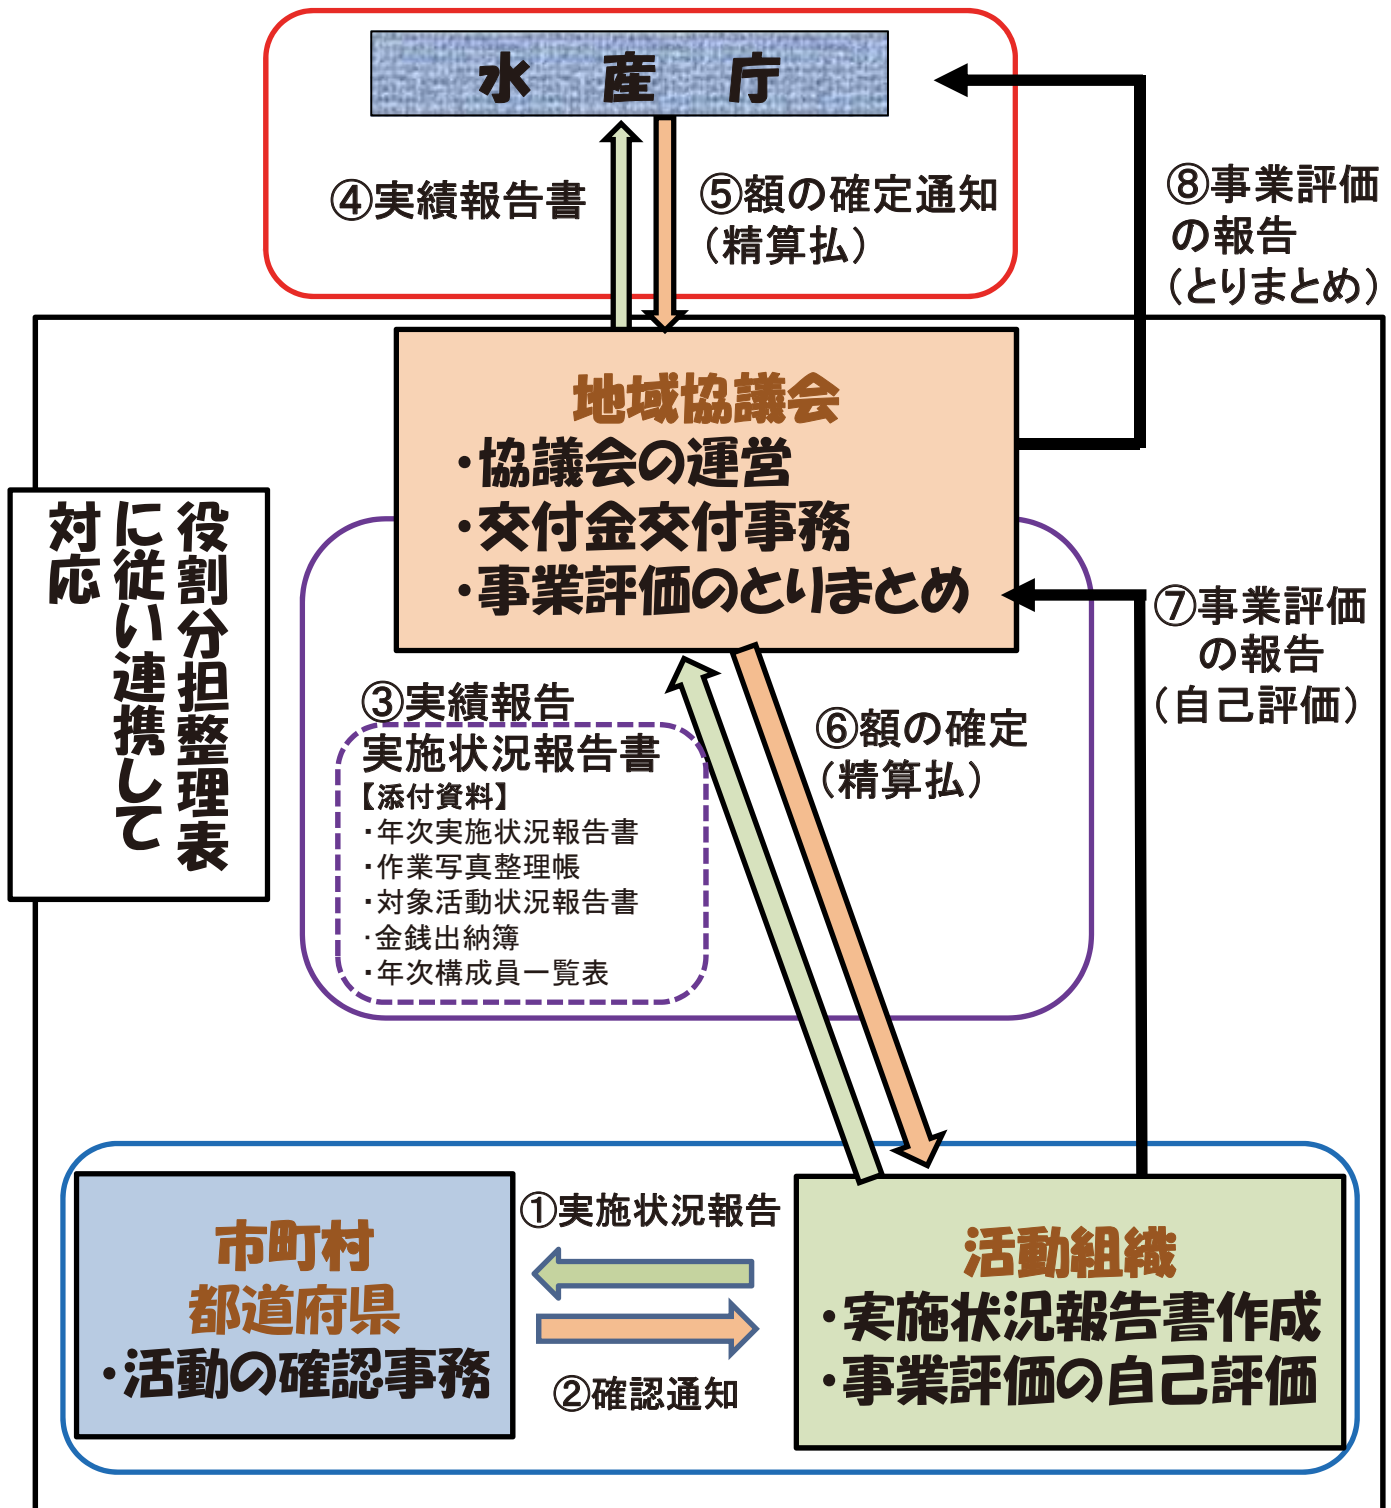 水産庁
④実績報告書
⑤額の確定通知
（精算払）
⑧事業評価
の報告
（とりまとめ）
地域協議会
・協議会の運営
・交付金交付事務
・事業評価のとりまとめ
役割分担整理表
に従い連携して
対応
⑦事業評価
の報告
（自己評価）
③実績報告
実施状況報告書
【添付資料】
・年次実施状況報告書
・作業写真整理帳
・対象活動状況報告書
・金銭出納簿
・年次構成員一覧表
⑥額の確定
（精算払）
市町村
都道府県
・活動の確認事務
①実施状況報告
②確認通知
活動組織
・実施状況報告書作成
・事業評価の自己評価